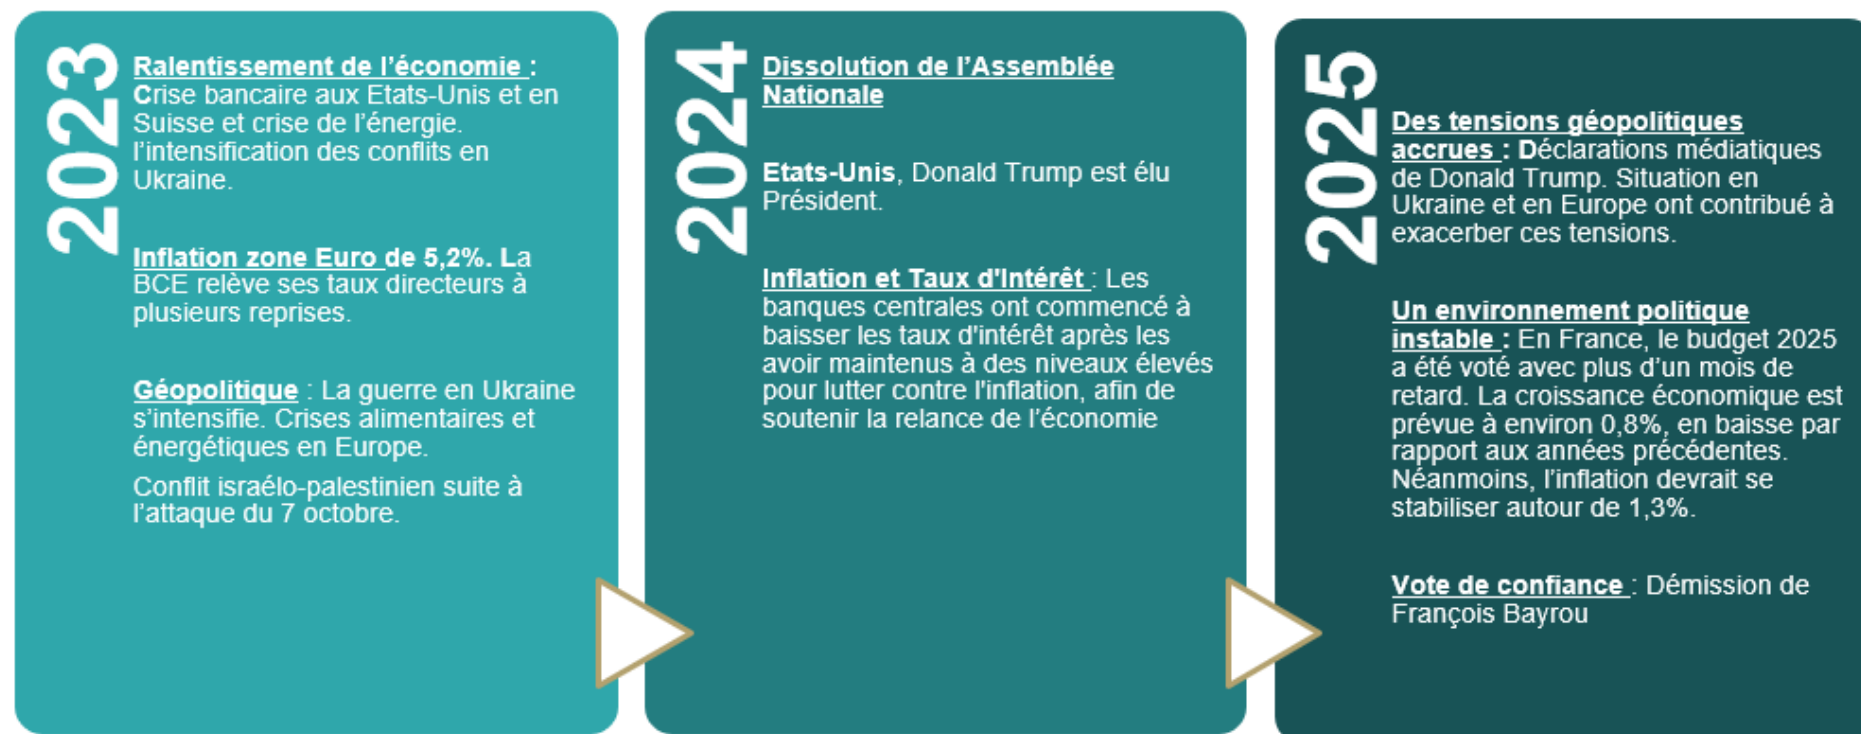 2023
Ralentissement de l’économie :
Crise bancaire aux Etats-Unis et en
Suisse et crise de l’énergie.
l’intensification des conflits en
Ukraine.
Inflation zone Euro de 5,2%. La
BCE relève ses taux directeurs à
plusieurs reprises.
Géopolitique : La guerre en Ukraine
s’intensifie. Crises alimentaires et
énergétiques en Europe.
Conflit israélo-palestinien suite à
l’attaque du 7 octobre.
2024
Dissolution de l’Assemblée
Nationale
Etats-Unis, Donald Trump est élu
Président.
Inflation et Taux d'Intérêt : Les
banques centrales ont commencé à
baisser les taux d'intérêt après les
avoir maintenus à des niveaux élevés
pour lutter contre l'inflation, afin de
soutenir la relance de l’économie
2025
Des tensions géopolitiques
accrues : Déclarations médiatiques
de Donald Trump. Situation en
Ukraine et en Europe ont contribué à
exacerber ces tensions.
Un environnement politique
instable : En France, le budget 2025
a été voté avec plus d’un mois de
retard. La croissance économique est
prévue à environ 0,8%, en baisse par
rapport aux années précédentes.
Néanmoins, l’inflation devrait se
stabiliser autour de 1,3%.
Vote de confiance : Démission de
François Bayrou